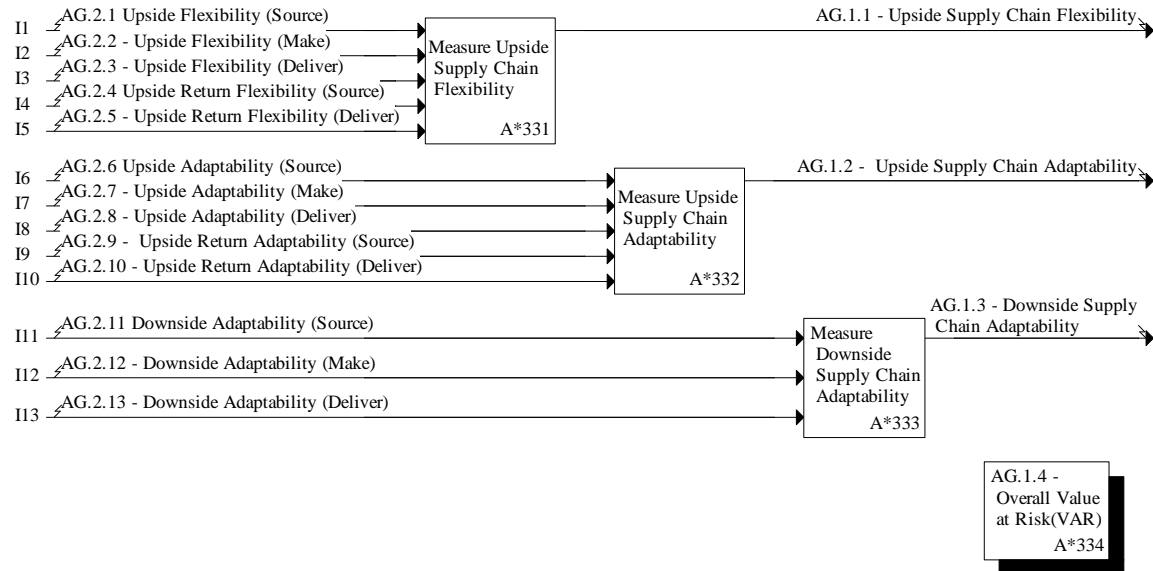 AG.2.1 Upside Flexibility (Source)
I1
AG.2.2 - Upside Flexibility (Make)
I2
AG.2.3 - Upside Flexibility (Deliver)
I3
AG.2.4 Upside Return Flexibility (Source)
I4
AG.2.5 - Upside Return Flexibility (Deliver)
I5
Measure Upside
Supply Chain
Flexibility
A*331
AG.1.1 - Upside Supply Chain Flexibility
AG.2.6 Upside Adaptability (Source)
I6
AG.2.7 - Upside Adaptability (Make)
I7
AG.2.8 - Upside Adaptability (Deliver)
I8
AG.2.9 - Upside Return Adaptability (Source)
I9
AG.2.10 - Upside Return Adaptability (Deliver)
I10
Measure Upside
Supply Chain
Adaptability
A*332
AG.1.2 - Upside Supply Chain Adaptability
AG.2.11 Downside Adaptability (Source)
I11
AG.2.12 - Downside Adaptability (Make)
I12
AG.2.13 - Downside Adaptability (Deliver)
I13
Measure
Downside
Supply Chain
Adaptability
A*333
AG.1.3 - Downside Supply
Chain Adaptability
AG.1.4 -
Overall Value
at Risk(VAR)
A*334